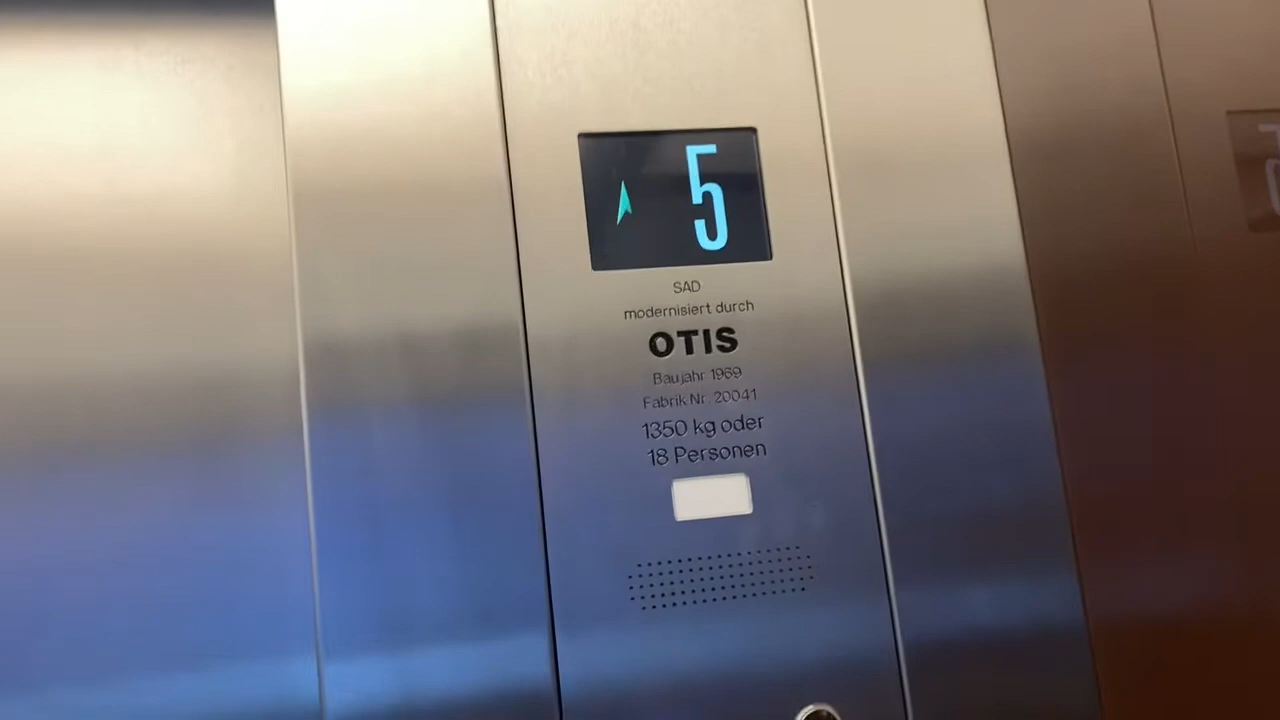 5
SAD
modernisiert durch
OTIS
Baujahr 1969
Fabrik Nr. 20041
1350 kg oder
18 Personen